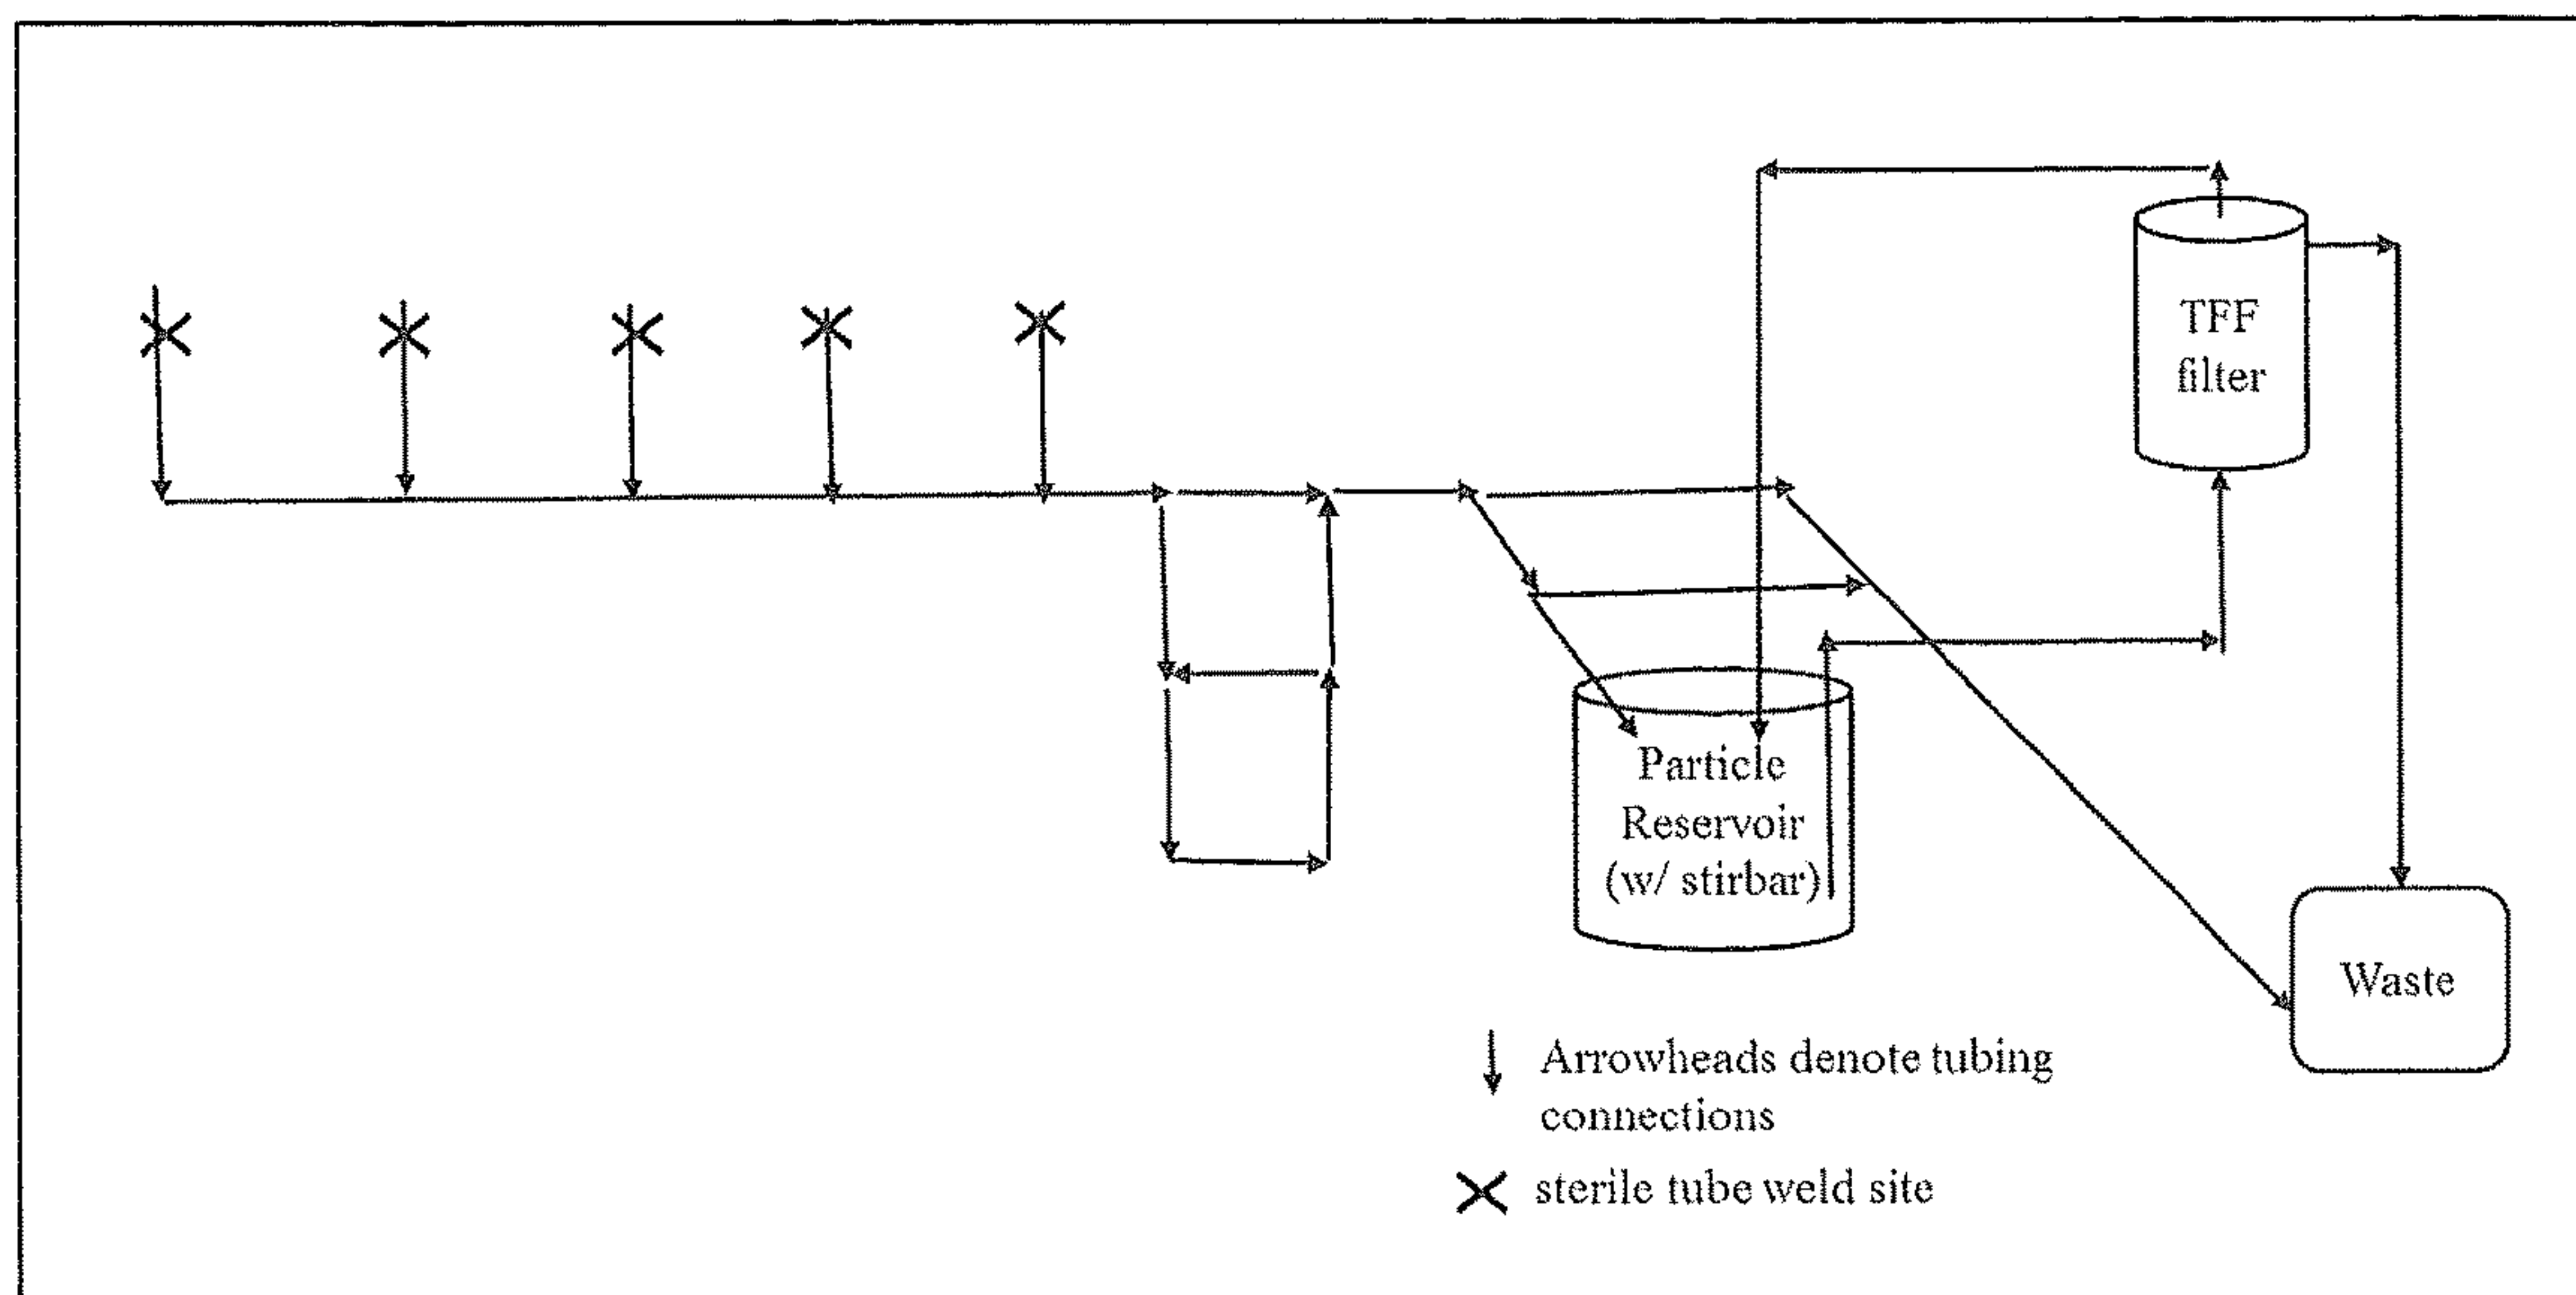 TFF
filter
Particle
Reservoir
(w/ stirbar)
Waste
Arrowheads denote tubing
connections
sterile tube weld site